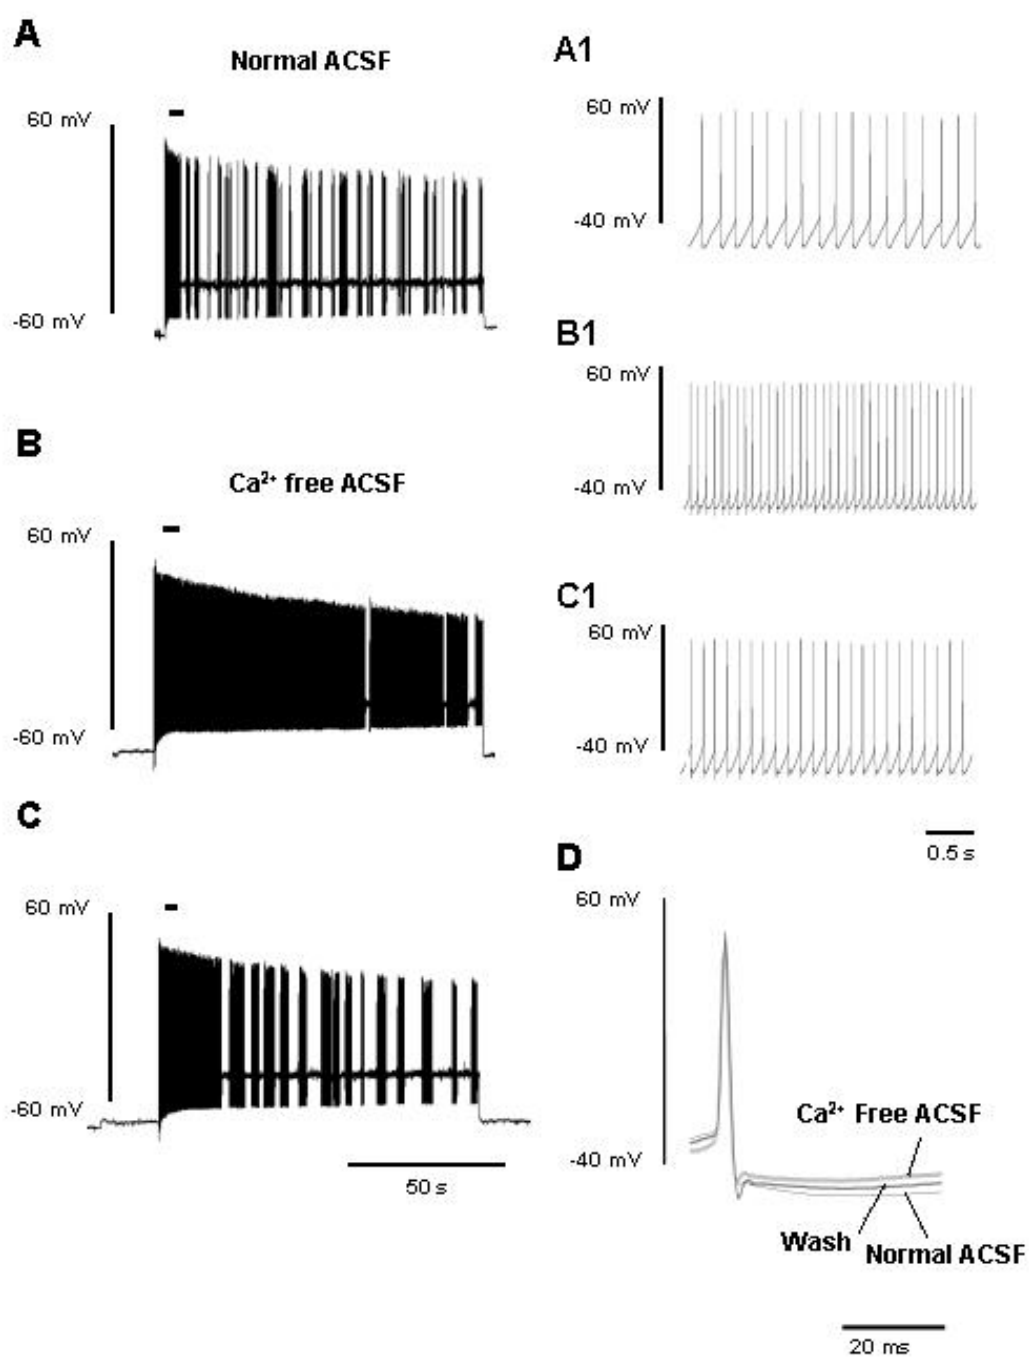 A
Normal ACSF
60 mV
-60 mV
B
Ca²⁺ free ACSF
60 mV
-60 mV
C
60 mV
-60 mV
50 s
A1
60 mV
-40 mV
B1
60 mV
-40 mV
C1
60 mV
-40 mV
0.5 s
D
60 mV
-40 mV
Ca²⁺ Free ACSF
Wash
Normal ACSF
20 ms